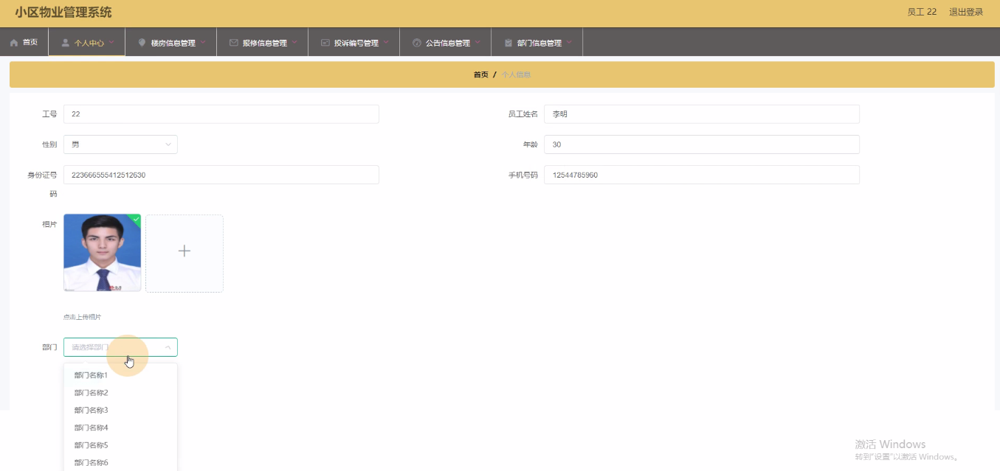 小区物业管理系统
员工 22 退出登录
首页 个人中心 楼房信息管理 报修信息管理 投诉编号管理 公告信息管理 部门信息管理
首页 / 个人信息
工号 22 员工姓名 李明
性别 男 年龄 30
身份证号码 223666555412512630 手机号码 12544785960
相片
点击上传相片
部门 请选择部门
部门名称1
部门名称2
部门名称3
部门名称4
部门名称5
部门名称6
激活 Windows
转到"设置"以激活 Windows。